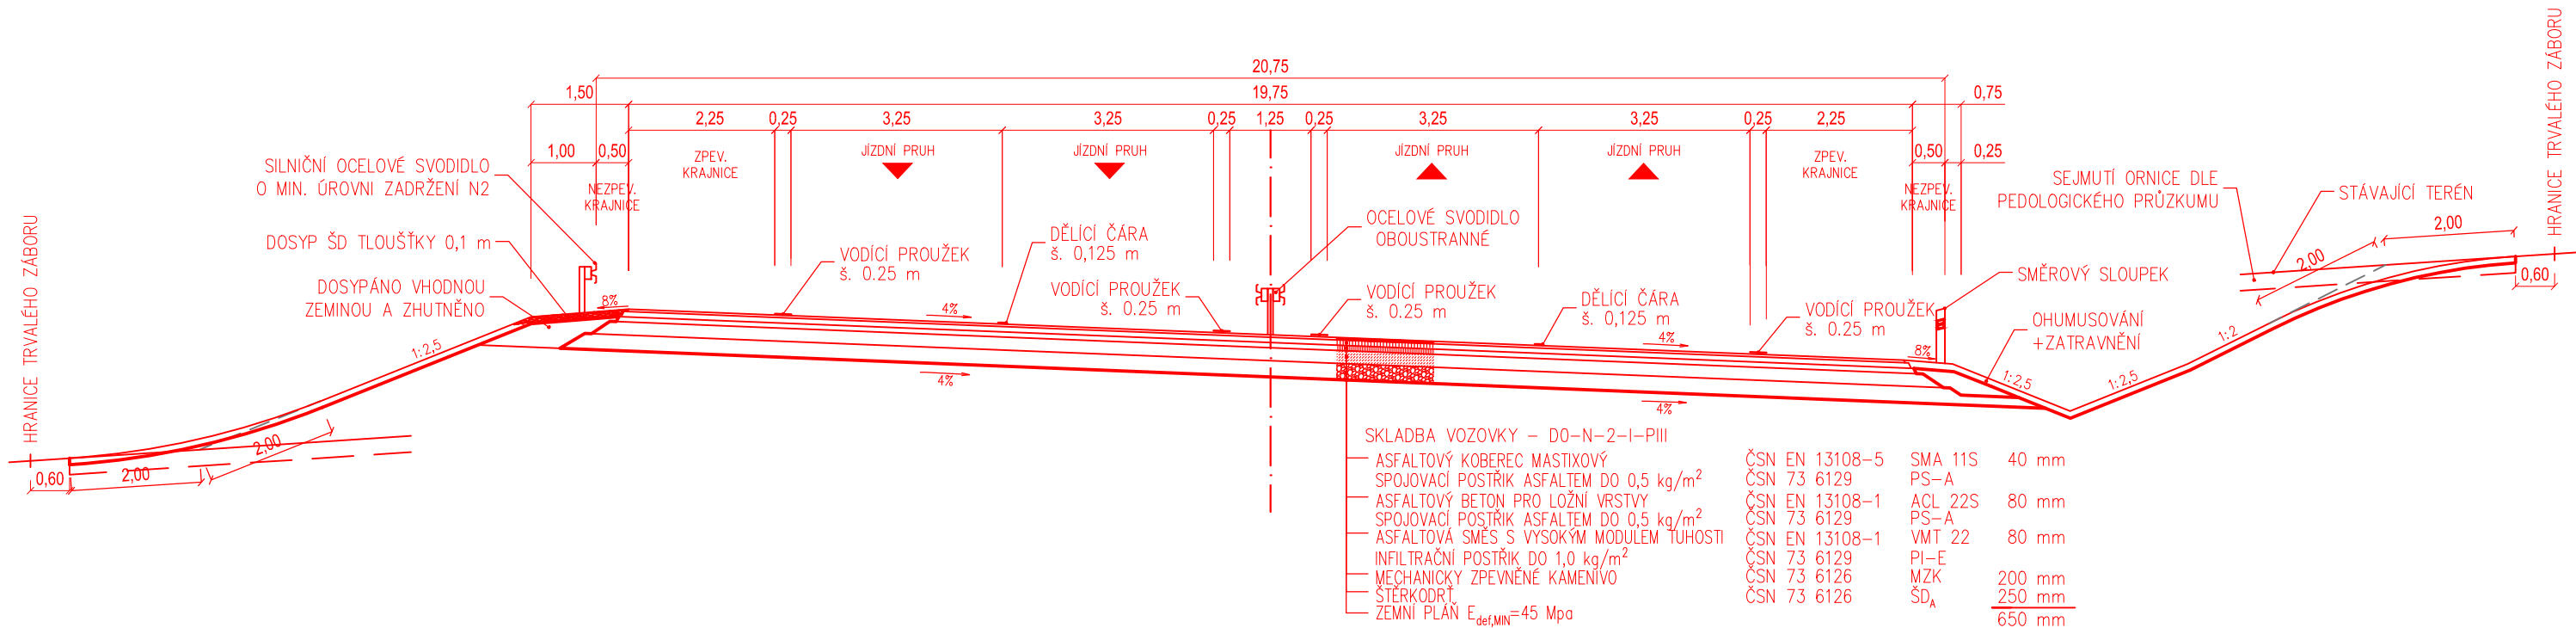 20,75
1,50
19,75
0,75
2,25
0,25
3,25
3,25
0,25
1,25
0,25
3,25
3,25
0,25
2,25
1,00
0,50
0,50
0,25
ZPEV.
KRAJNICE
JÍZDNÍ PRUH
JÍZDNÍ PRUH
JÍZDNÍ PRUH
JÍZDNÍ PRUH
ZPEV.
KRAJNICE
NEZPEV.
KRAJNICE
NEZPEV.
KRAJNICE
HRANICE TRVALÉHO ZÁBORU
SILNIČNÍ OCELOVÉ SVODIDLO
O MIN. ÚROVNI ZADRŽENÍ N2
DOSYP ŠD TLOUŠŤKY 0,1 m
DOSYPÁNO VHODNOU
ZEMINOU A ZHUTNĚNO
VODÍCÍ PROUŽEK
š. 0.25 m
DĚLÍCÍ ČÁRA
š. 0,125 m
VODÍCÍ PROUŽEK
š. 0.25 m
OCELOVÉ SVODIDLO
OBOUSTRANNÉ
VODÍCÍ PROUŽEK
š. 0.25 m
DĚLÍCÍ ČÁRA
š. 0,125 m
VODÍCÍ PROUŽEK
š. 0.25 m
SEJMUTÍ ORNICE DLE
PEDOLOGICKÉHO PRŮZKUMU
STÁVAJÍCÍ TERÉN
SMĚROVÝ SLOUPEK
OHUMUSOVÁNÍ
+ZATRAVNĚNÍ
HRANICE TRVALÉHO ZÁBORU
8%
4%
4%
4%
4%
8%
1:2,5
1:2,5
1:2,5
1:2
2,00
2,00
0,60
0,60
2,00
2,00
SKLADBA VOZOVKY – D0–N–2–I–PIII
ASFALTOVÝ KOBEREC MASTIXOVÝ ČSN EN 13108–5 SMA 11S 40 mm
SPOJOVACÍ POSTŘIK ASFALTEM DO 0,5 kg/m² ČSN 73 6129 PS–A
ASFALTOVÝ BETON PRO LOŽNÍ VRSTVY ČSN EN 13108–1 ACL 22S 80 mm
SPOJOVACÍ POSTŘIK ASFALTEM DO 0,5 kg/m² ČSN 73 6129 PS–A
ASFALTOVÁ SMĚS S VYSOKÝM MODULEM TUHOSTI ČSN EN 13108–1 VMT 22 80 mm
INFILTRAČNÍ POSTŘIK DO 1,0 kg/m² ČSN 73 6129 PI–E
MECHANICKY ZPEVNĚNÉ KAMENIVO ČSN 73 6126 MZK 200 mm
ŠTĚRKODRŤ ČSN 73 6126 ŠDA 250 mm
ZEMNÍ PLÁŇ Edef,MIN=45 Mpa 650 mm